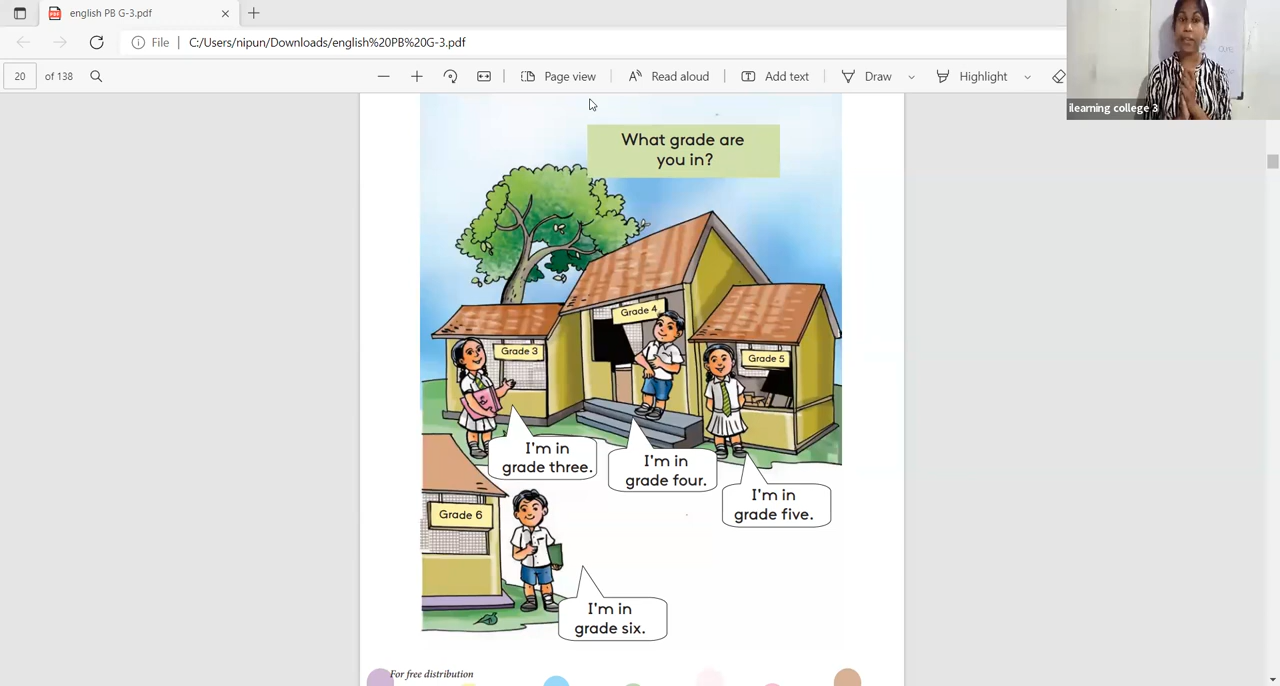 english PB G-3.pdf
File
C:/Users/nipun/Downloads/english%20PB%20G-3.pdf
20 of 138
Page view
Read aloud
Add text
Draw
Highlight
ilearning college 3
What grade are
you in?
Grade 4
Grade 3
Grade 5
I'm in
grade three.
I'm in
grade four.
I'm in
grade five.
Grade 6
I'm in
grade six.
For free distribution